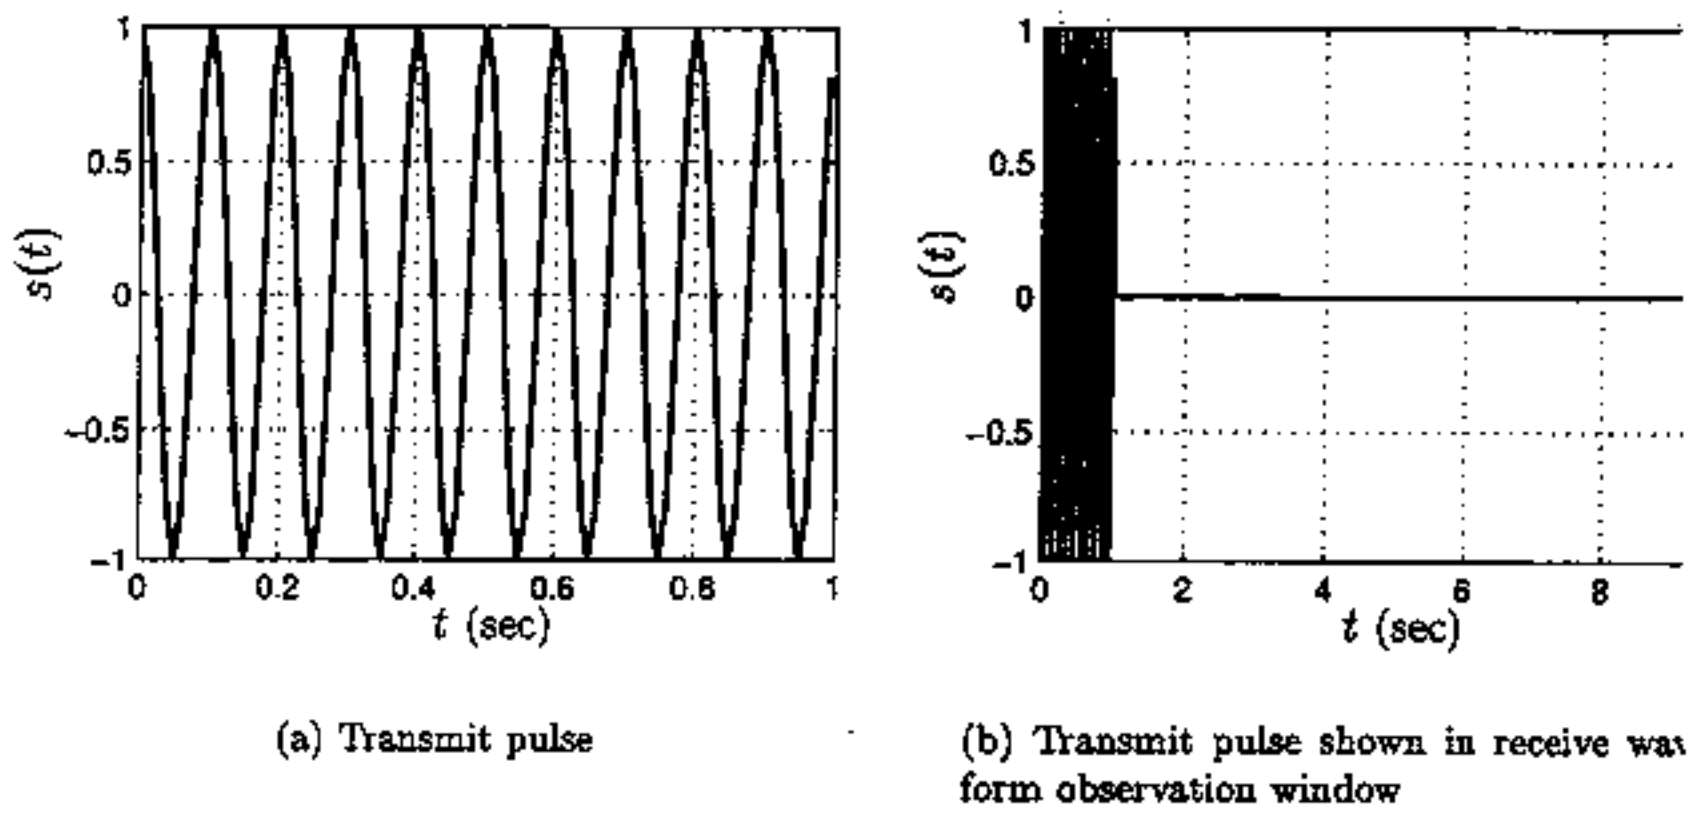 1
0.5
0
-0.5
-1
s(t)
0 0.2 0.4 0.6 0.8 1
t (sec)
(a) Transmit pulse
1
0.5
0
-0.5
-1
s(t)
0 2 4 6 8
t (sec)
(b) Transmit pulse shown in receive wav
form observation window